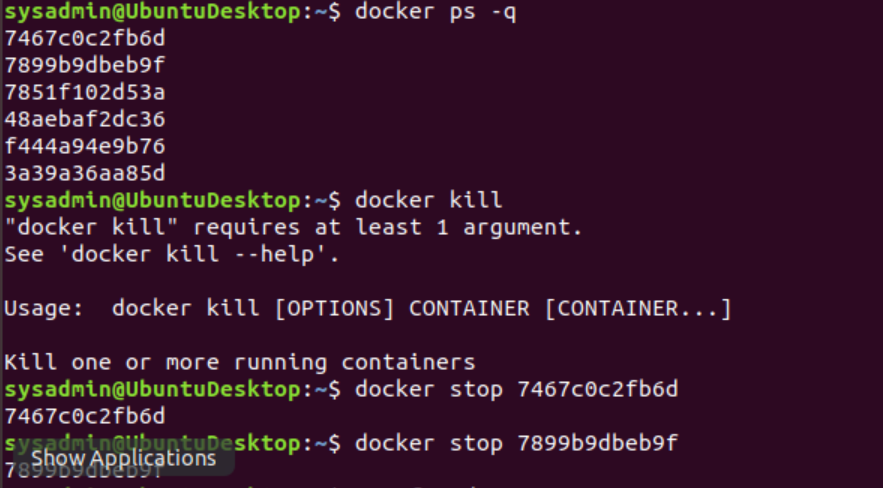 sysadmin@UbuntuDesktop:~$ docker ps -q
7467c0c2fb6d
7899b9dbeb9f
7851f102d53a
48aebaf2dc36
f444a94e9b76
3a39a36aa85d
sysadmin@UbuntuDesktop:~$ docker kill
"docker kill" requires at least 1 argument.
See 'docker kill --help'.
Usage:  docker kill [OPTIONS] CONTAINER [CONTAINER...]
Kill one or more running containers
sysadmin@UbuntuDesktop:~$ docker stop 7467c0c2fb6d
7467c0c2fb6d
sysadmin@UbuntuDesktop:~$ docker stop 7899b9dbeb9f
Show Applications
7899b9dbeb9f